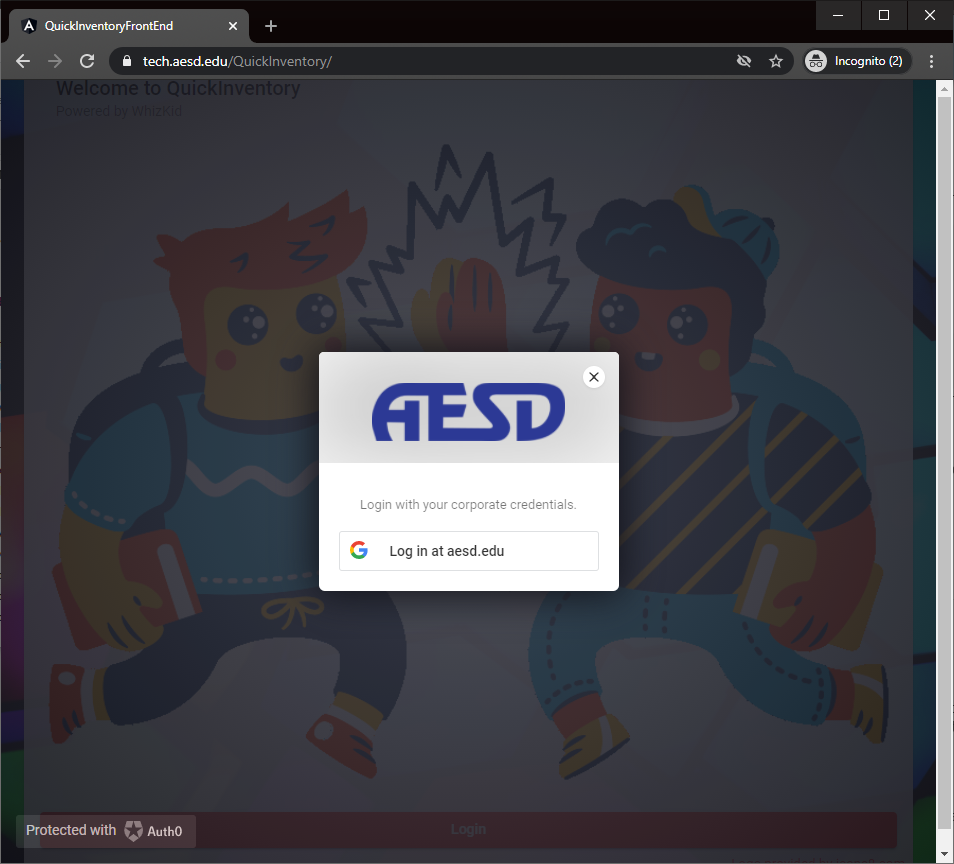 QuickInventoryFrontEnd
tech.aesd.edu/QuickInventory/
Incognito (2)
Welcome to QuickInventory
Powered by WhizKid
AESD
Login with your corporate credentials.
Log in at aesd.edu
Login
Protected with Auth0